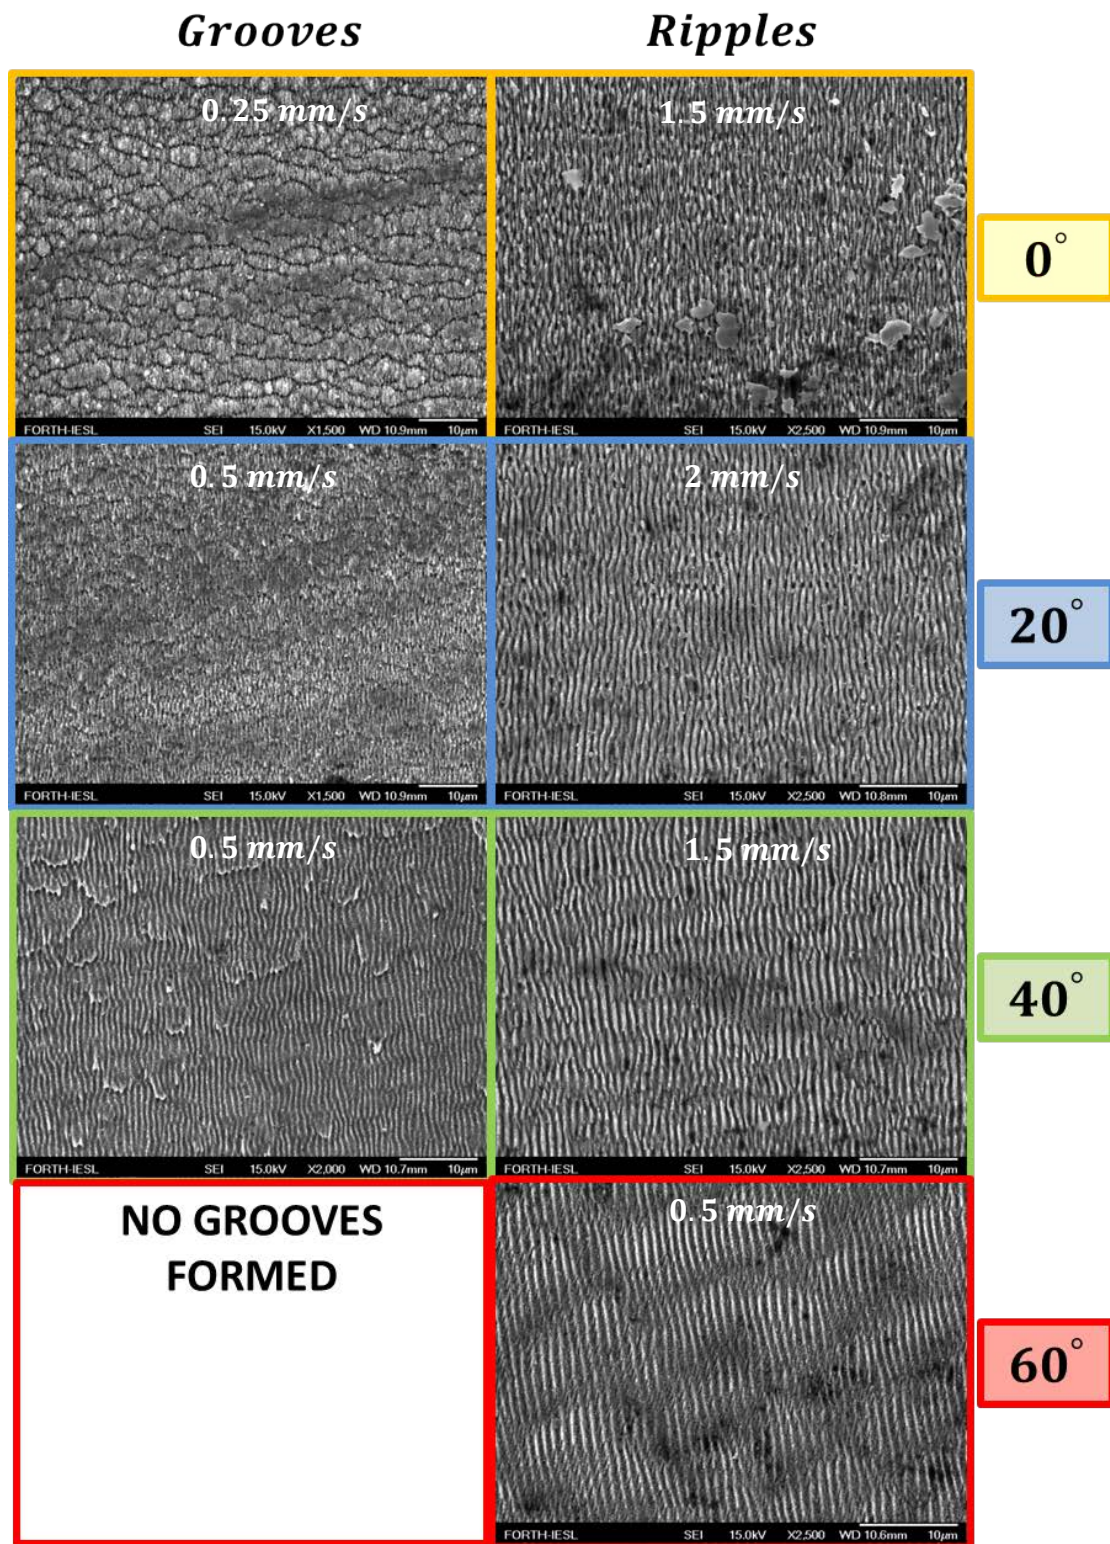 Grooves Ripples
0.25 mm/s 1.5 mm/s
0°
FORTH-IESL SEI 15.0kV X1,500 WD 10.9mm 10µm FORTH-IESL SEI 15.0kV X2,500 WD 10.9mm 10µm
0.5 mm/s 2 mm/s
20°
FORTH-IESL SEI 15.0kV X1,500 WD 10.9mm 10µm FORTH-IESL SEI 15.0kV X2,500 WD 10.8mm 10µm
0.5 mm/s 1.5 mm/s
40°
FORTH-IESL SEI 15.0kV X2,000 WD 10.7mm 10µm FORTH-IESL SEI 15.0kV X2,500 WD 10.7mm 10µm
NO GROOVES 0.5 mm/s
FORMED
60°
FORTH-IESL SEI 15.0kV X2,500 WD 10.6mm 10µm